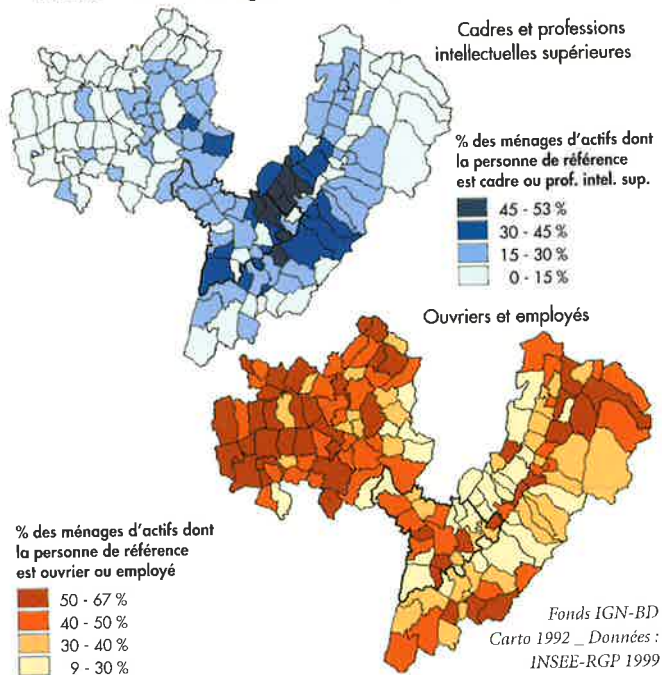 Cadres et professions
intellectuelles supérieures
% des ménages d'actifs dont
la personne de référence
est cadre ou prof. intel. sup.
45 - 53 %
30 - 45 %
15 - 30 %
0 - 15 %
Ouvriers et employés
% des ménages d'actifs dont
la personne de référence
est ouvrier ou employé
50 - 67 %
40 - 50 %
30 - 40 %
9 - 30 %
Fonds IGN-BD
Carto 1992 _ Données :
INSEE-RGP 1999